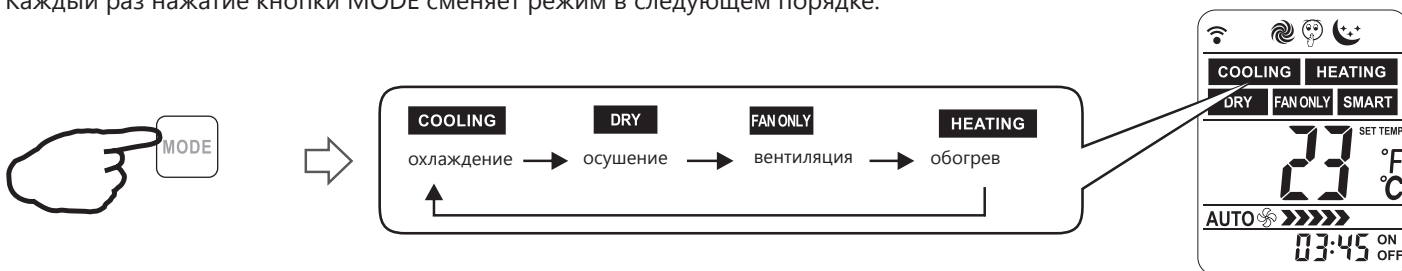 Каждый раз нажатие кнопки MODE сменяет режим в следующем порядке.
MODE
COOLING DRY FAN ONLY HEATING
охлаждение осушение вентиляция обогрев
COOLING HEATING
DRY FAN ONLY SMART
SET TEMP
23 °F
°C
AUTO
03:45 ON
OFF